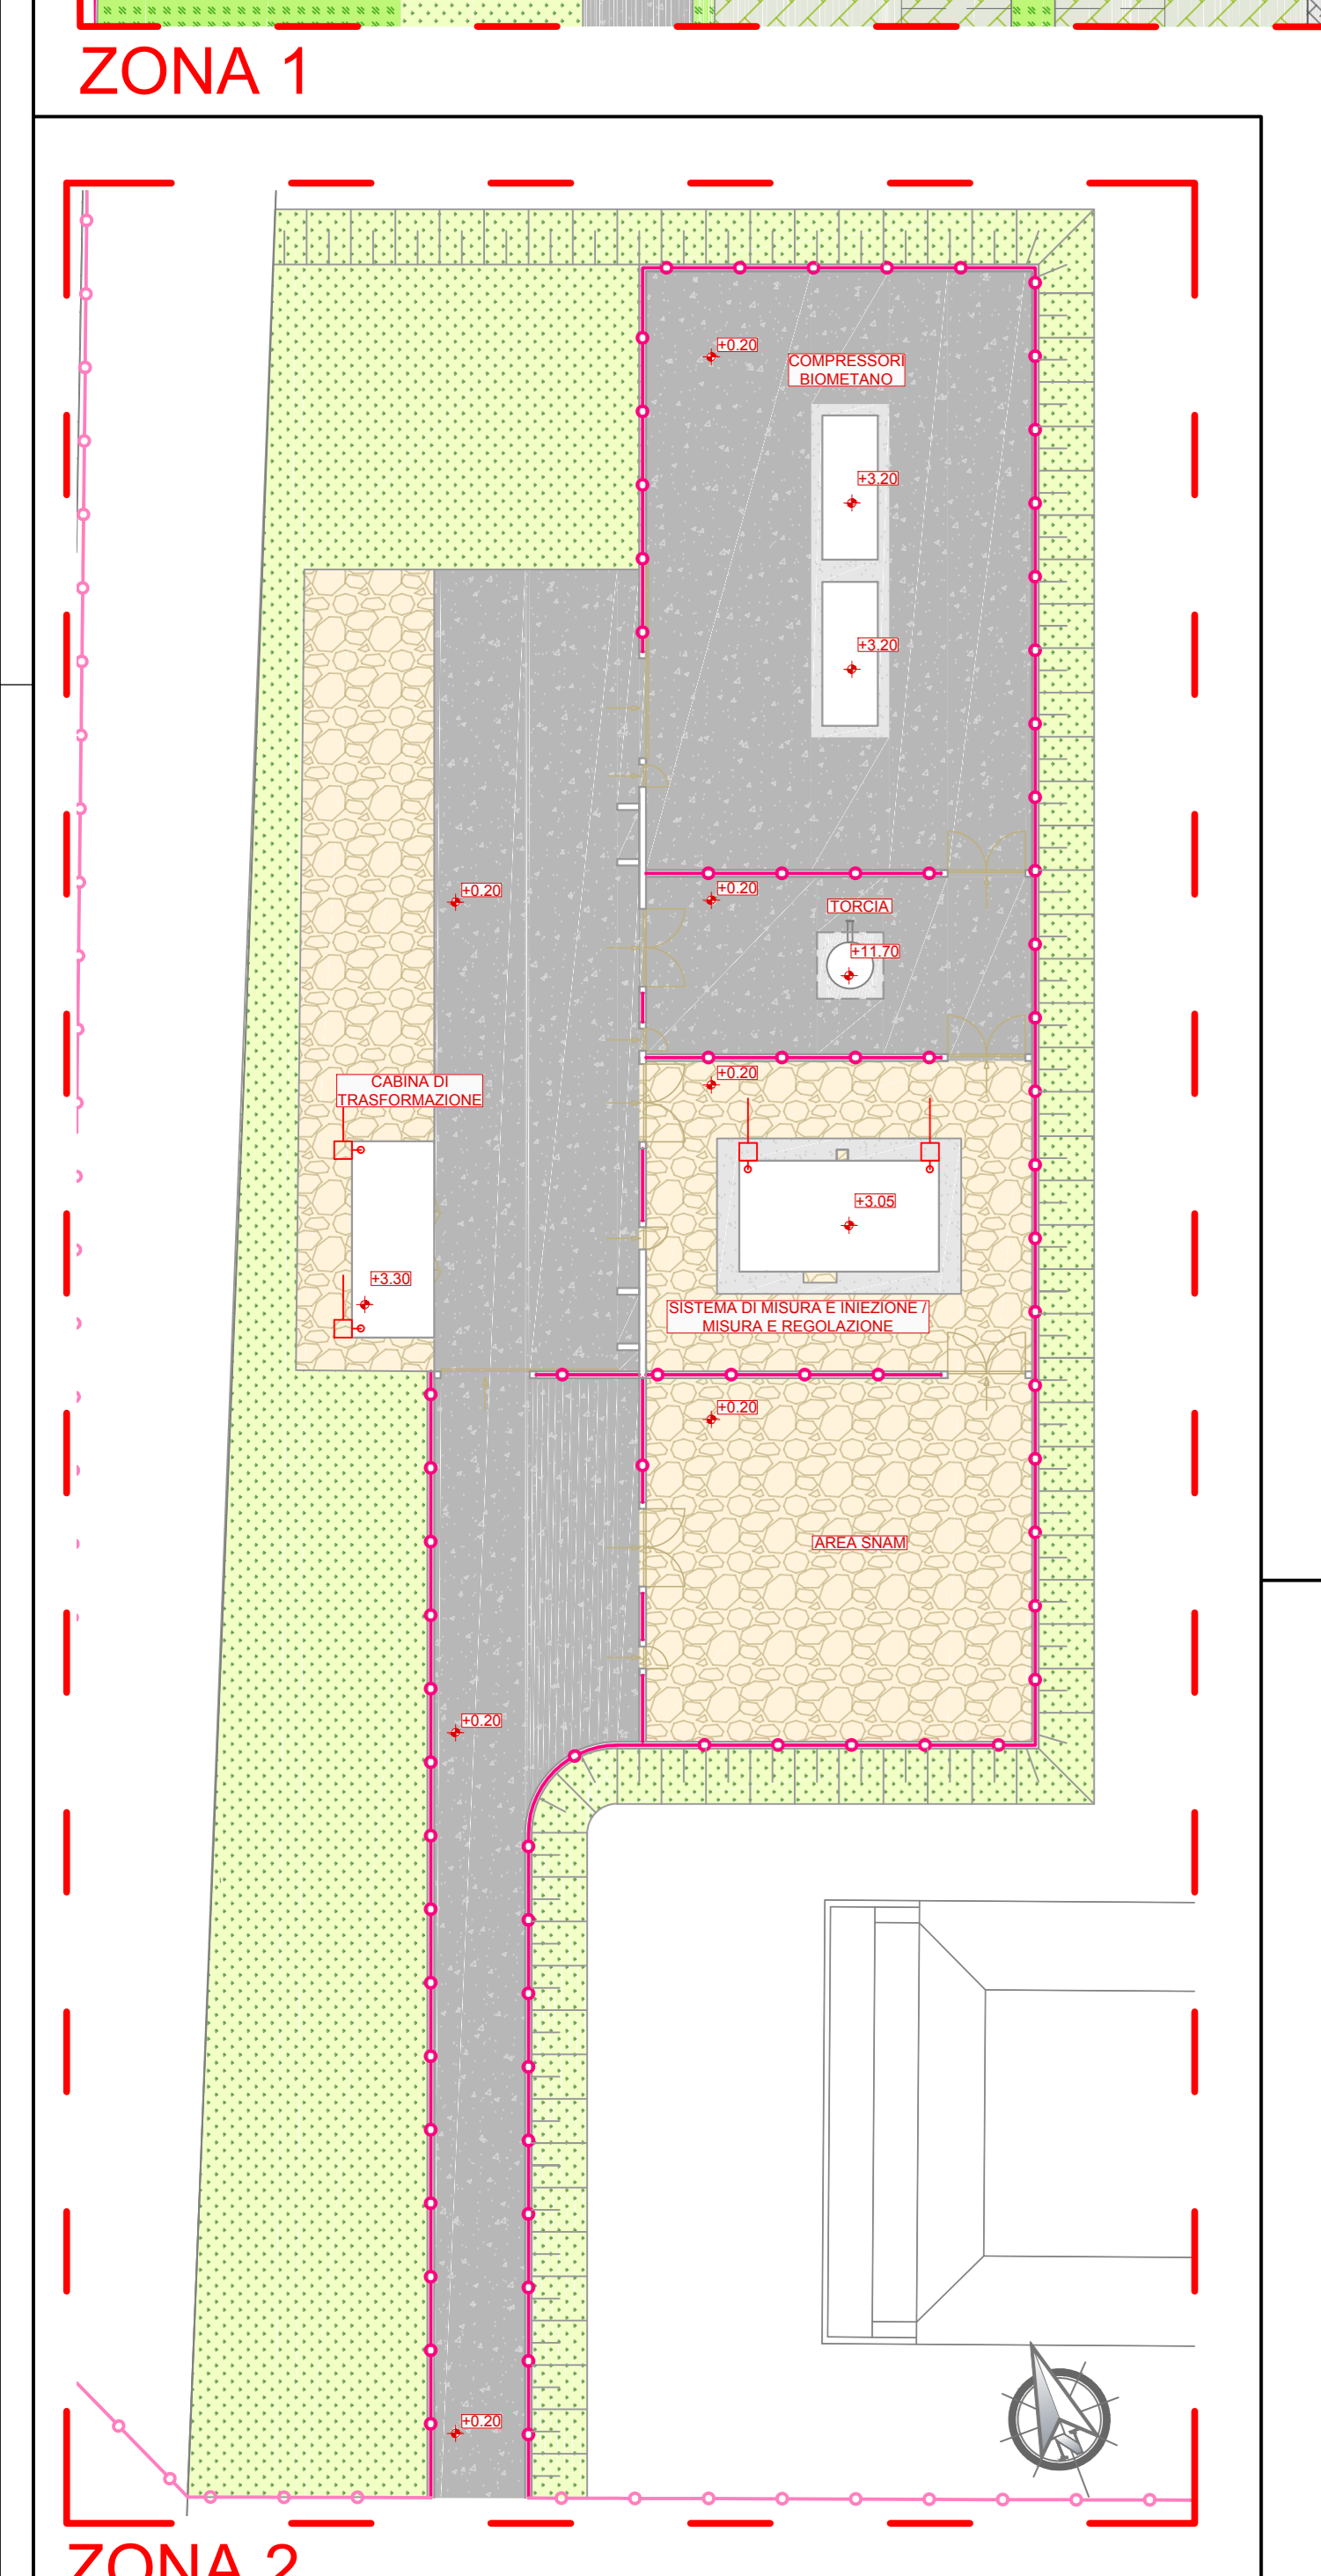 ZONA 1
+0.20
COMPRESSORI
BIOMETANO
+3.20
+3.20
+0.20
+0.20
TORCIA
+11.70
+0.20
CABINA DI
TRASFORMAZIONE
+3.05
+3.30
SISTEMA DI MISURA E INIEZIONE /
MISURA E REGOLAZIONE
+0.20
AREA SNAM
+0.20
+0.20
N
ZONA 2